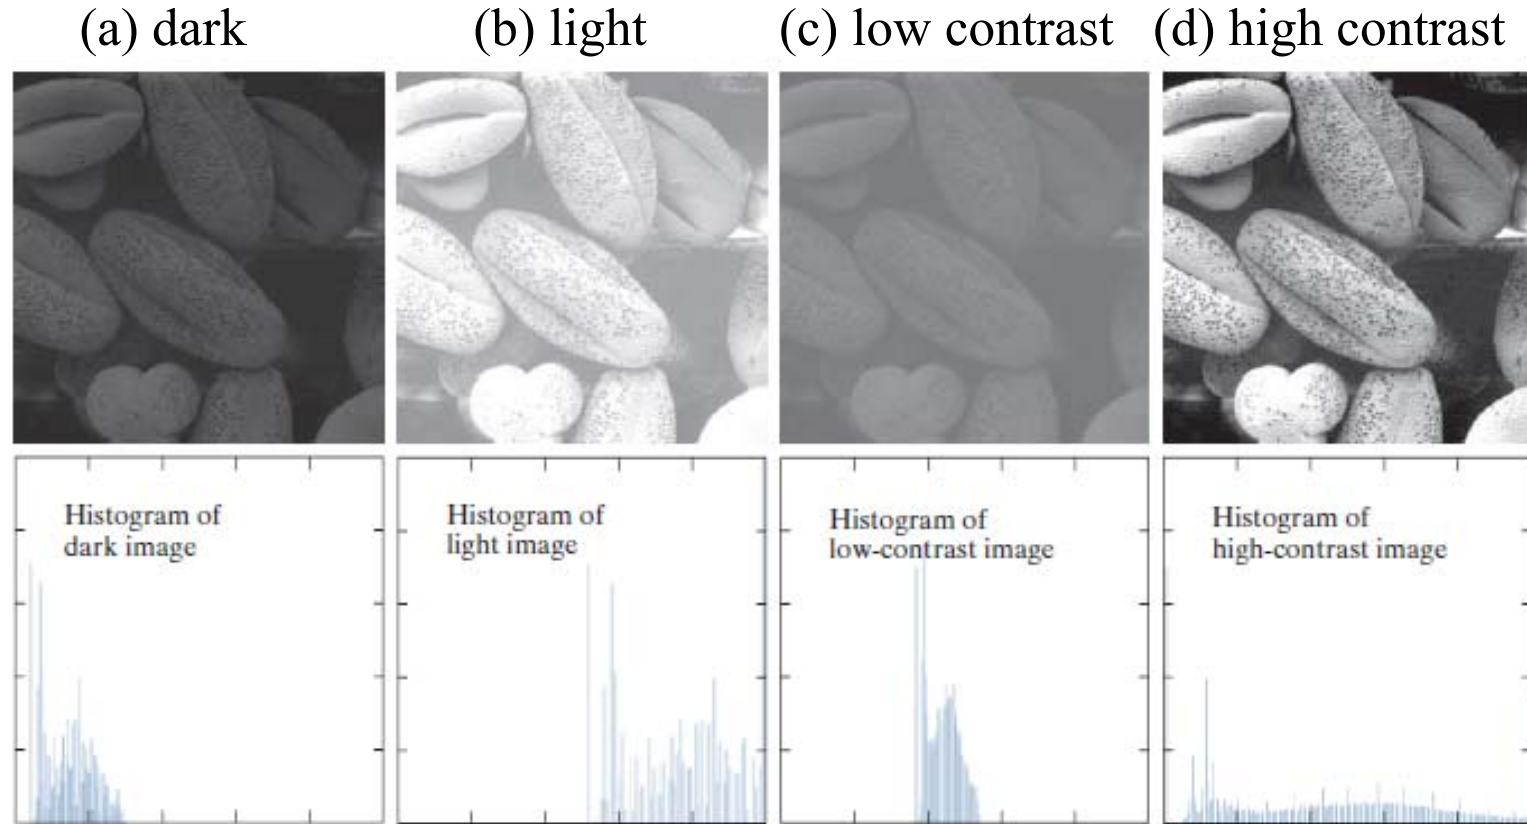 (a) dark (b) light (c) low contrast (d) high contrast
Histogram of
dark image
Histogram of
light image
Histogram of
low-contrast image
Histogram of
high-contrast image